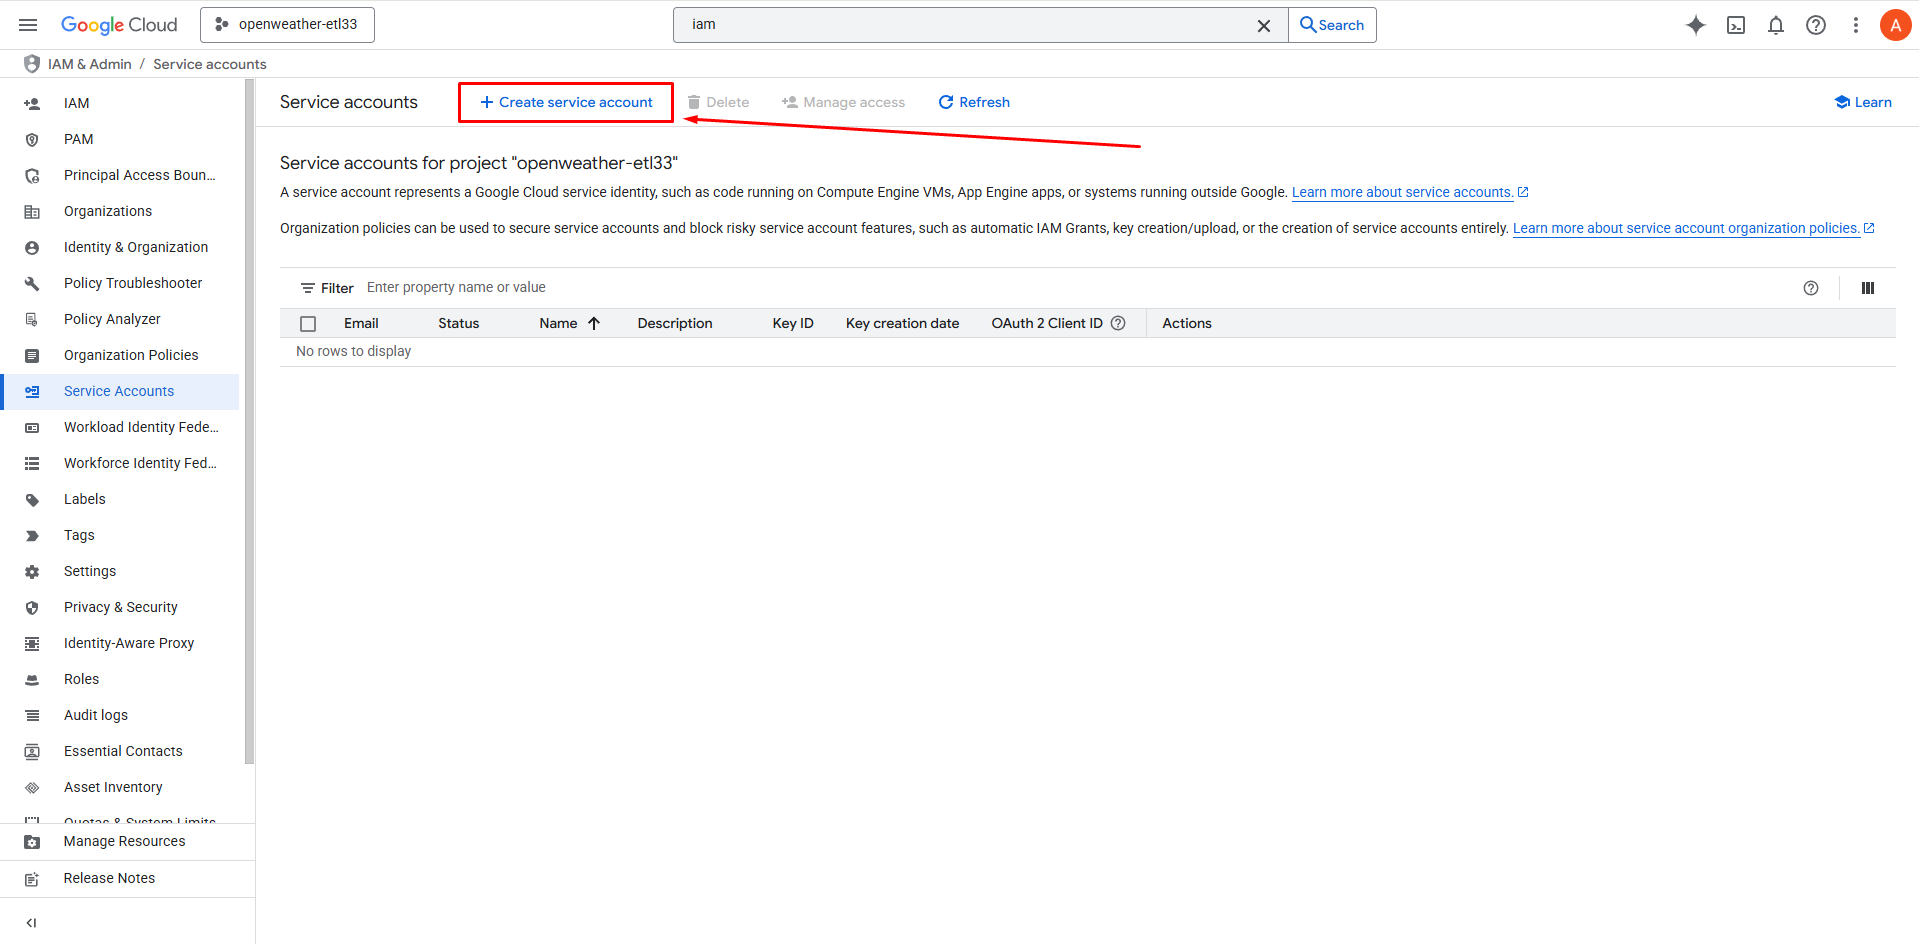 Google Cloud
openweather-etl33
iam
Search
A
IAM & Admin / Service accounts
IAM
PAM
Principal Access Boun...
Organizations
Identity & Organization
Policy Troubleshooter
Policy Analyzer
Organization Policies
Service Accounts
Workload Identity Fede...
Workforce Identity Fed...
Labels
Tags
Settings
Privacy & Security
Identity-Aware Proxy
Roles
Audit logs
Essential Contacts
Asset Inventory
Quotas & System Limits
Manage Resources
Release Notes
Service accounts
+ Create service account
Delete
Manage access
Refresh
Learn
Service accounts for project "openweather-etl33"
A service account represents a Google Cloud service identity, such as code running on Compute Engine VMs, App Engine apps, or systems running outside Google. Learn more about service accounts.
Organization policies can be used to secure service accounts and block risky service account features, such as automatic IAM Grants, key creation/upload, or the creation of service accounts entirely. Learn more about service account organization policies.
Filter Enter property name or value
Email Status Name Description Key ID Key creation date OAuth 2 Client ID Actions
No rows to display